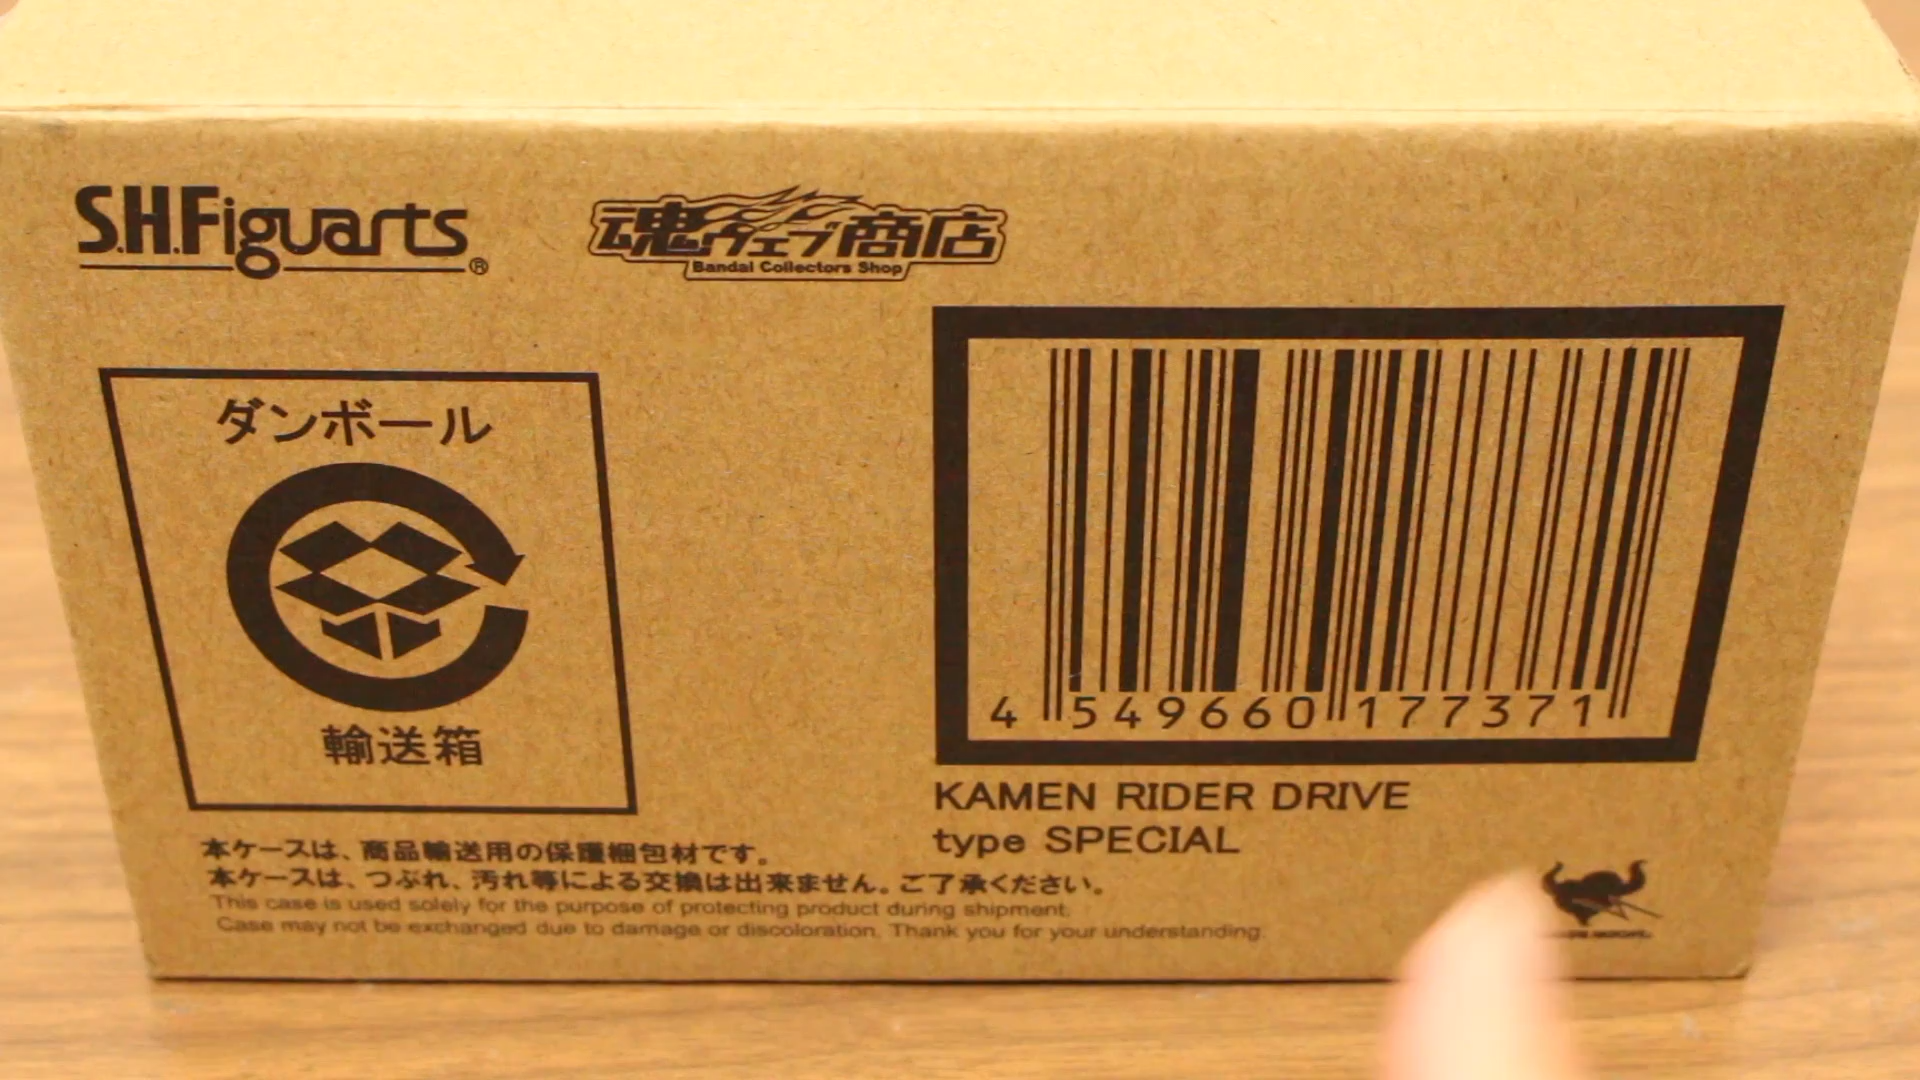 S.H.Figuarts®
魂ウェブ商店
Bandai Collectors Shop
ダンボール
輸送箱
4 549660 177371
KAMEN RIDER DRIVE
type SPECIAL
本ケースは、商品輸送用の保護梱包材です。
本ケースは、つぶれ、汚れ等による交換は出来ません。ご了承ください。
This case is used solely for the purpose of protecting product during shipment.
Case may not be exchanged due to damage or discoloration. Thank you for your understanding.